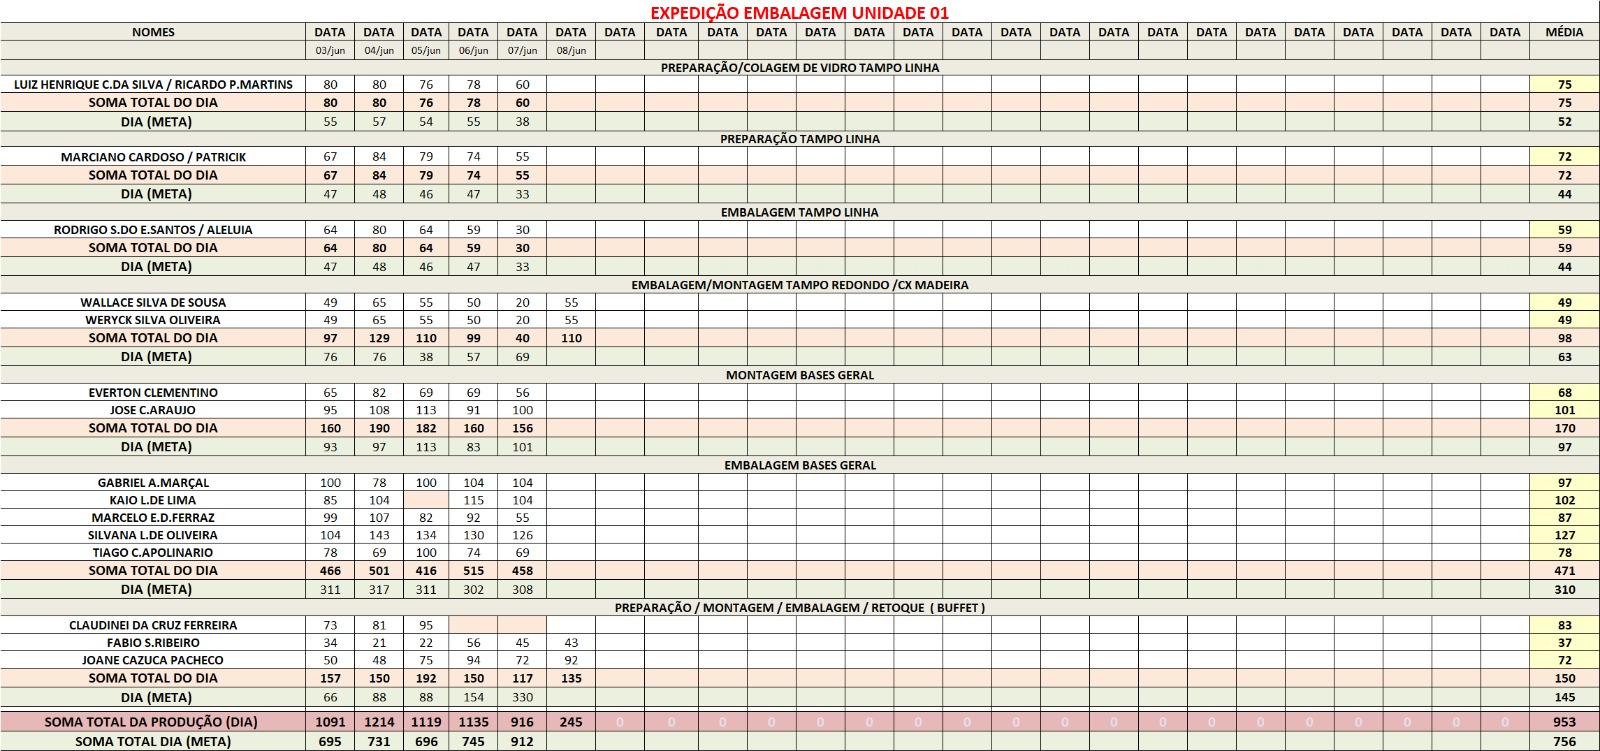 EXPEDIÇÃO EMBALAGEM UNIDADE 01
NOMES DATA DATA DATA DATA DATA DATA DATA DATA DATA DATA DATA DATA DATA DATA DATA DATA DATA DATA DATA DATA DATA DATA DATA DATA DATA MÉDIA
03/jun 04/jun 05/jun 06/jun 07/jun 08/jun
PREPARAÇÃO/COLAGEM DE VIDRO TAMPO LINHA
LUIZ HENRIQUE C.DA SILVA / RICARDO P.MARTINS 80 80 76 78 60 75
SOMA TOTAL DO DIA 80 80 76 78 60 75
DIA (META) 55 57 54 55 38 52
PREPARAÇÃO TAMPO LINHA
MARCIANO CARDOSO / PATRICIK 67 84 79 74 55 72
SOMA TOTAL DO DIA 67 84 79 74 55 72
DIA (META) 47 48 46 47 33 44
EMBALAGEM TAMPO LINHA
RODRIGO S.DO E.SANTOS / ALELUIA 64 80 64 59 30 59
SOMA TOTAL DO DIA 64 80 64 59 30 59
DIA (META) 47 48 46 47 33 44
EMBALAGEM/MONTAGEM TAMPO REDONDO /CX MADEIRA
WALLACE SILVA DE SOUSA 49 65 55 50 20 55 49
WERYCK SILVA OLIVEIRA 49 65 55 50 20 55 49
SOMA TOTAL DO DIA 97 129 110 99 40 110 98
DIA (META) 76 76 38 57 69 63
MONTAGEM BASES GERAL
EVERTON CLEMENTINO 65 82 69 69 56 68
JOSE C.ARAUJO 95 108 113 91 100 101
SOMA TOTAL DO DIA 160 190 182 160 156 170
DIA (META) 93 97 113 83 101 97
EMBALAGEM BASES GERAL
GABRIEL A.MARÇAL 100 78 100 104 104 97
KAIO L.DE LIMA 85 104 115 104 102
MARCELO E.D.FERRAZ 99 107 82 92 55 87
SILVANA L.DE OLIVEIRA 104 143 134 130 126 127
TIAGO C.APOLINARIO 78 69 100 74 69 78
SOMA TOTAL DO DIA 466 501 416 515 458 471
DIA (META) 311 317 311 302 308 310
PREPARAÇÃO / MONTAGEM / EMBALAGEM / RETOQUE ( BUFFET )
CLAUDINEI DA CRUZ FERREIRA 73 81 95 83
FABIO S.RIBEIRO 34 21 22 56 45 43 37
JOANE CAZUCA PACHECO 50 48 75 94 72 92 72
SOMA TOTAL DO DIA 157 150 192 150 117 135 150
DIA (META) 66 88 88 154 330 145
SOMA TOTAL DA PRODUÇÃO (DIA) 1091 1214 1119 1135 916 245 0 0 0 0 0 0 0 0 0 0 0 0 0 0 0 0 0 0 0 953
SOMA TOTAL DIA (META) 695 731 696 745 912 756